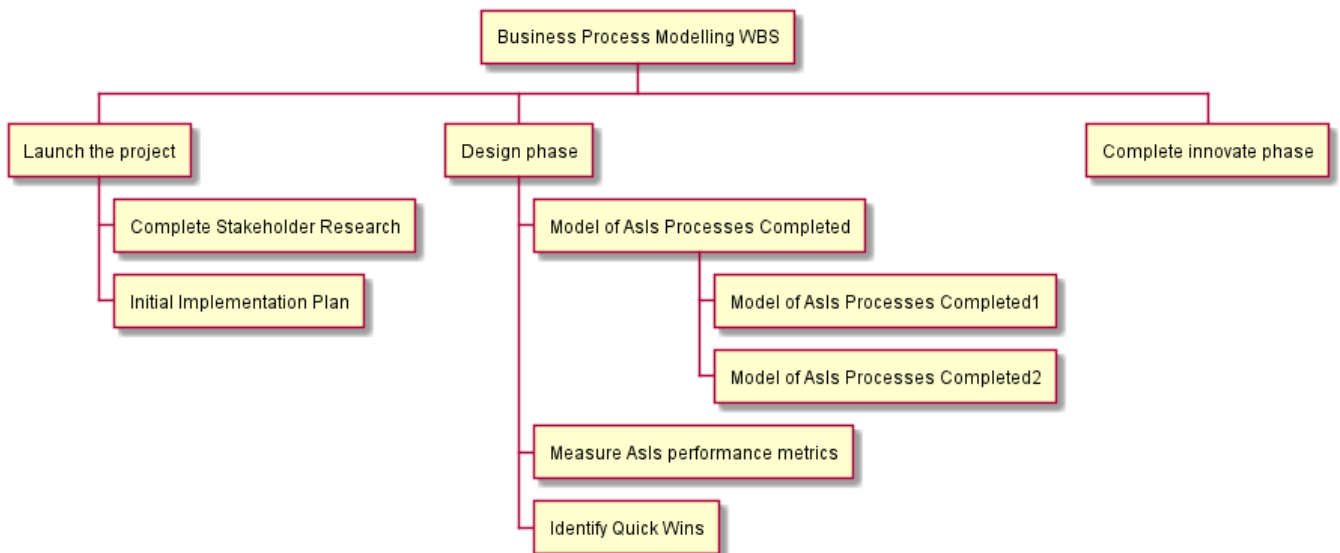 Business Process Modelling WBS
Launch the project
Design phase
Complete innovate phase
Complete Stakeholder Research
Initial Implementation Plan
Model of AsIs Processes Completed
Model of AsIs Processes Completed1
Model of AsIs Processes Completed2
Measure AsIs performance metrics
Identify Quick Wins